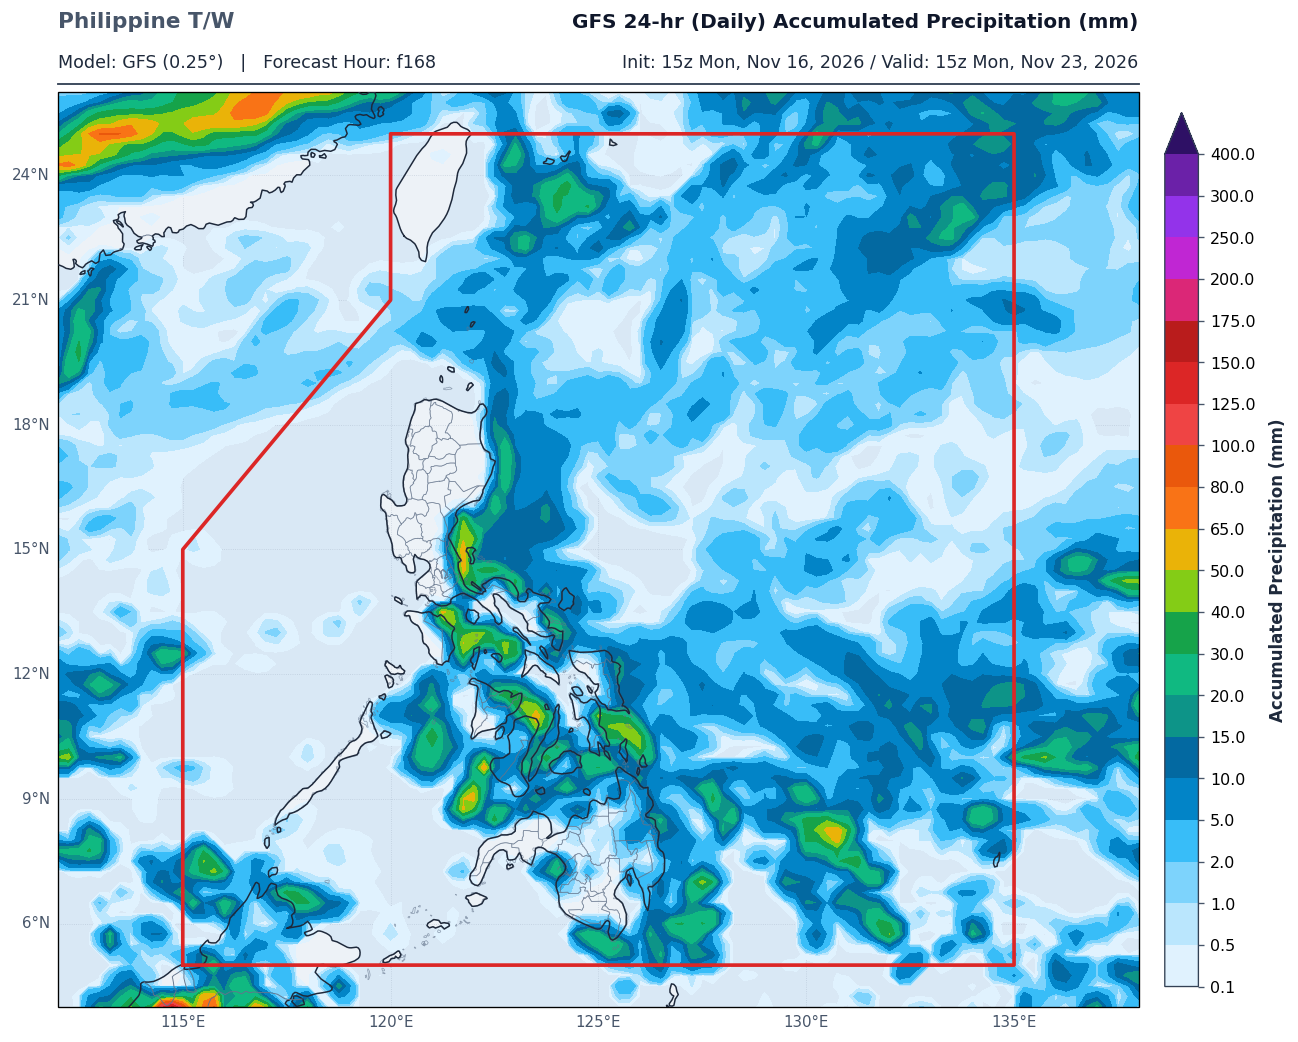 Philippine T/W
GFS 24-hr (Daily) Accumulated Precipitation (mm)
Model: GFS (0.25°) | Forecast Hour: f168
Init: 15z Mon, Nov 16, 2026 / Valid: 15z Mon, Nov 23, 2026
24°N
21°N
18°N
15°N
12°N
9°N
6°N
115°E
120°E
125°E
130°E
135°E
400.0
300.0
250.0
200.0
175.0
150.0
125.0
100.0
80.0
65.0
50.0
40.0
30.0
20.0
15.0
10.0
5.0
2.0
1.0
0.5
0.1
Accumulated Precipitation (mm)